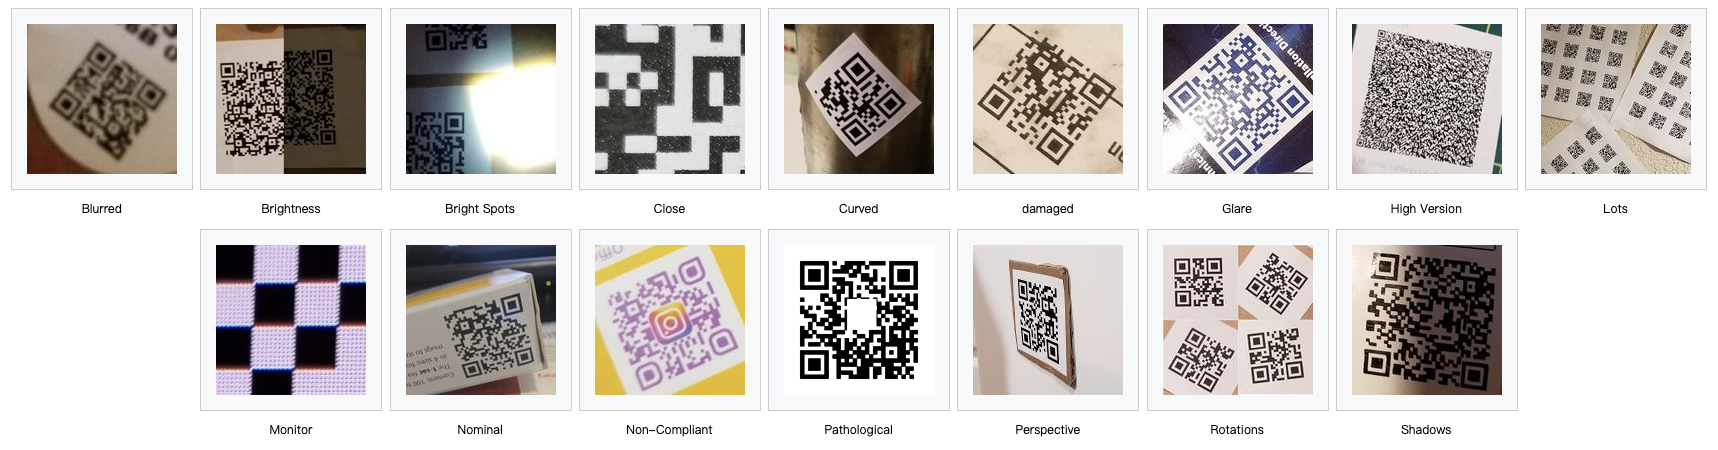 Blurred
Brightness
Bright Spots
Close
Curved
damaged
Glare
High Version
Lots
Monitor
Nominal
Non-Compliant
Pathological
Perspective
Rotations
Shadows